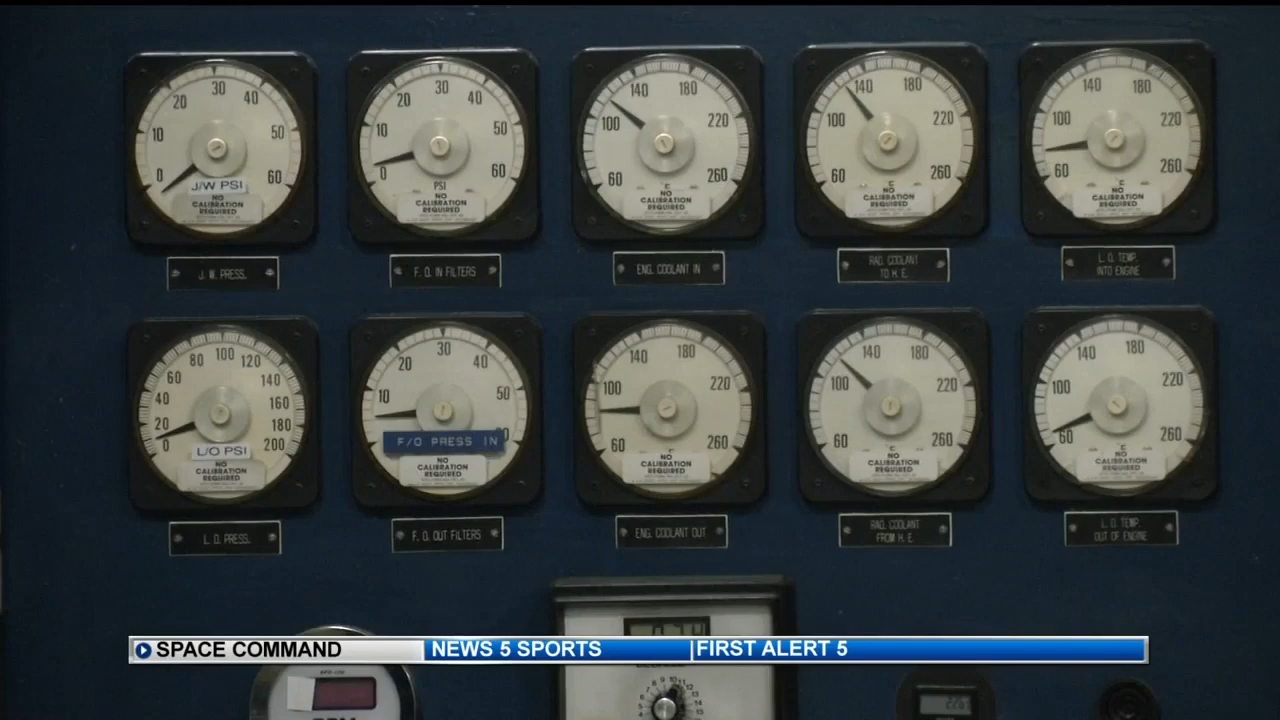 0 10 20 30 40 50 60
J/W PSI
NO
CALIBRATION
REQUIRED
J. W. PRESS.
0 10 20 30 40 50 60
PSI
NO
CALIBRATION
REQUIRED
F. O. IN FILTERS
60 100 140 180 220 260
NO
CALIBRATION
REQUIRED
ENG. COOLANT IN
60 100 140 180 220 260
NO
CALIBRATION
REQUIRED
RAD. COOLANT
TO H. E.
60 100 140 180 220 260
NO
CALIBRATION
REQUIRED
L. O. TEMP.
INTO ENGINE
0 20 40 60 80 100 120 140 160 180 200
L/O PSI
NO
CALIBRATION
REQUIRED
L. O. PRESS.
10 20 30 40 50
F/O PRESS IN
NO
CALIBRATION
REQUIRED
F. O. OUT FILTERS
60 100 140 180 220 260
NO
CALIBRATION
REQUIRED
ENG. COOLANT OUT
60 100 140 180 220 260
NO
CALIBRATION
REQUIRED
RAD. COOLANT
FROM H. E.
60 100 140 180 220 260
NO
CALIBRATION
REQUIRED
L. O. TEMP.
OUT OF ENGINE
SPACE COMMAND
NEWS 5 SPORTS
FIRST ALERT 5